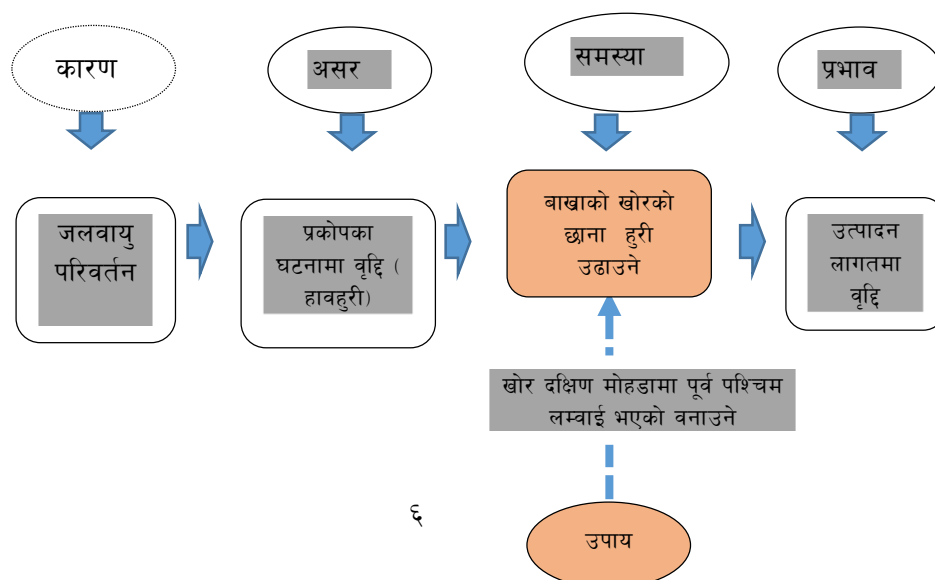 कारण
असर
समस्या
प्रभाव
जलवायु
परिवर्तन
प्रकोपका
घटनामा वृद्दि (
हावहुरी)
बाख्राको खोरको
छाना हुरी
उढाउने
उत्पादन
लागतमा
वृद्दि
खोर दक्षिण मोहडामा पूर्व पश्चिम
लम्वाई भएको वनाउने
६
उपाय